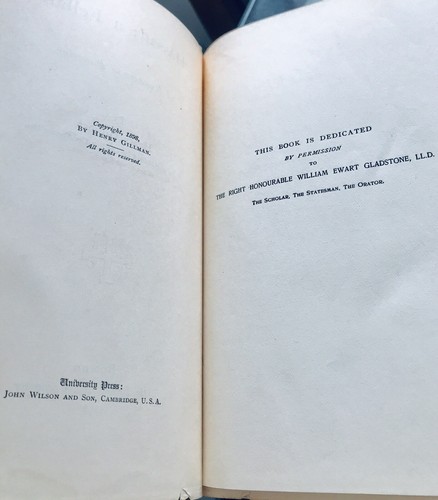 Copyright, 1898,
BY HENRY GILLMAN.
All rights reserved.
University Press:
JOHN WILSON AND SON, CAMBRIDGE, U.S.A.
THIS BOOK IS DEDICATED
BY PERMISSION
TO
THE RIGHT HONOURABLE WILLIAM EWART GLADSTONE, LL.D.
THE SCHOLAR, THE STATESMAN, THE ORATOR.